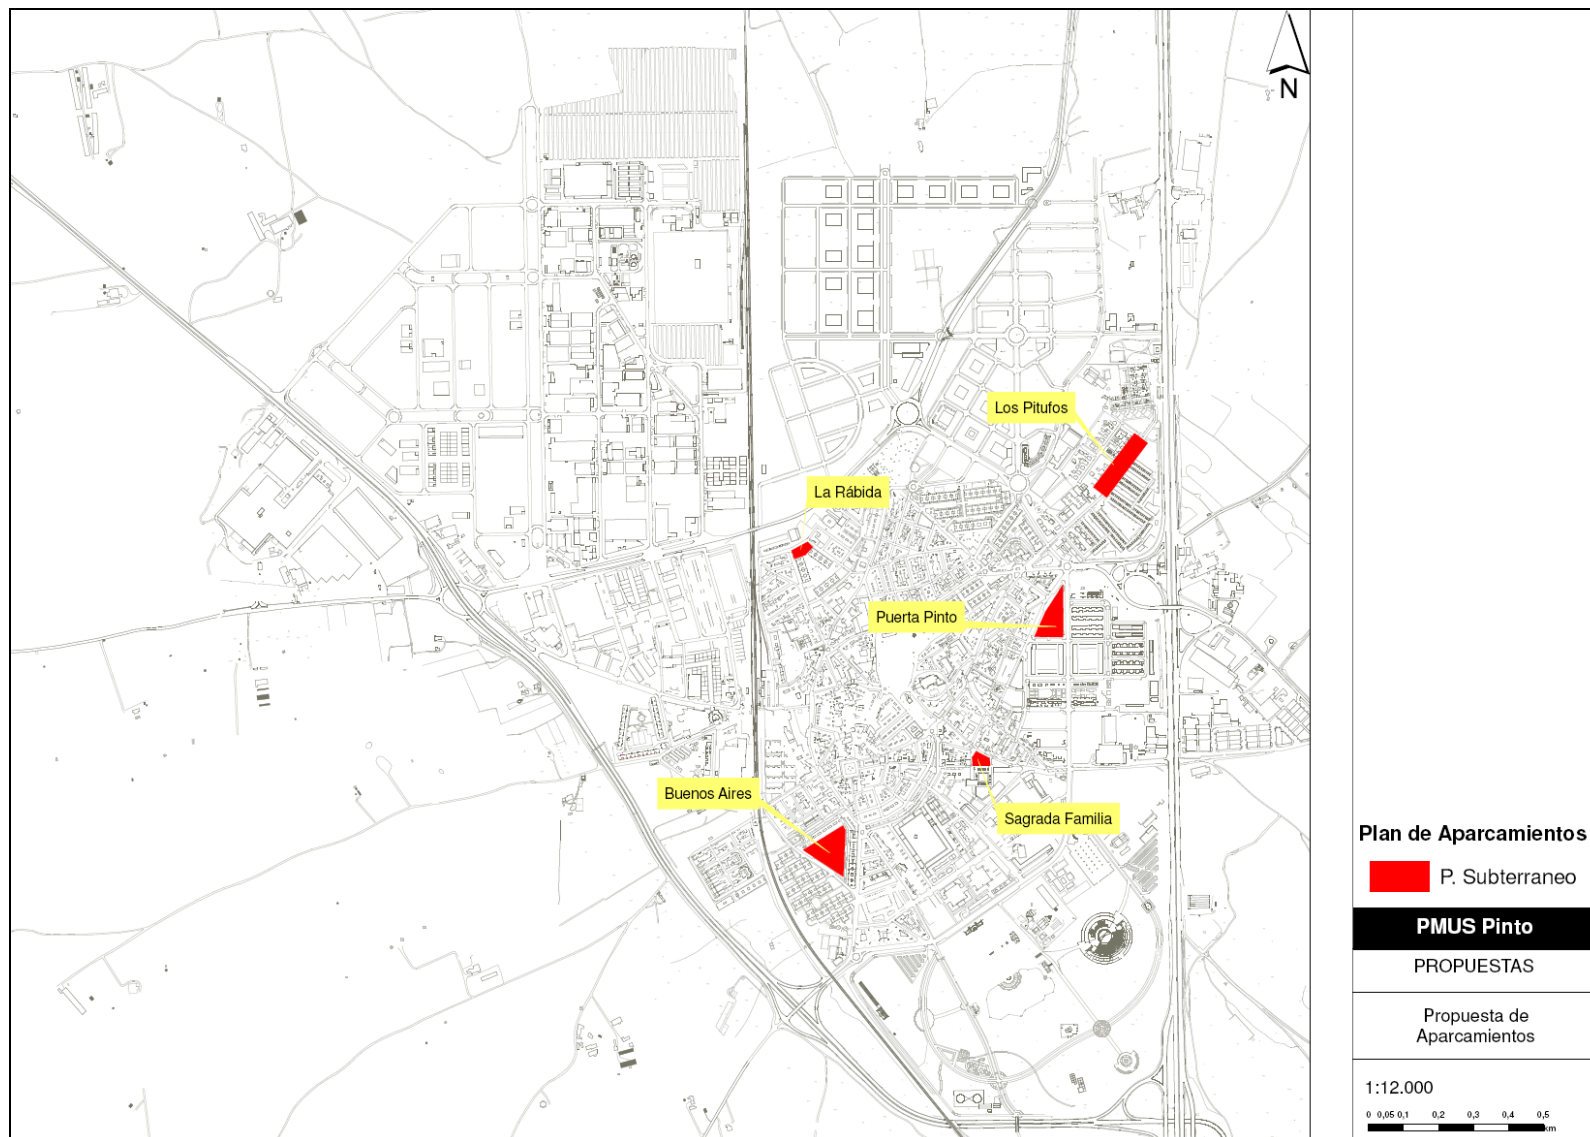 N
Los Pitufos
La Rábida
Puerta Pinto
Buenos Aires
Sagrada Familia
Plan de Aparcamientos
P. Subterraneo
PMUS Pinto
PROPUESTAS
Propuesta de
Aparcamientos
1:12.000
0 0,05 0,1 0,2 0,3 0,4 0,5
km